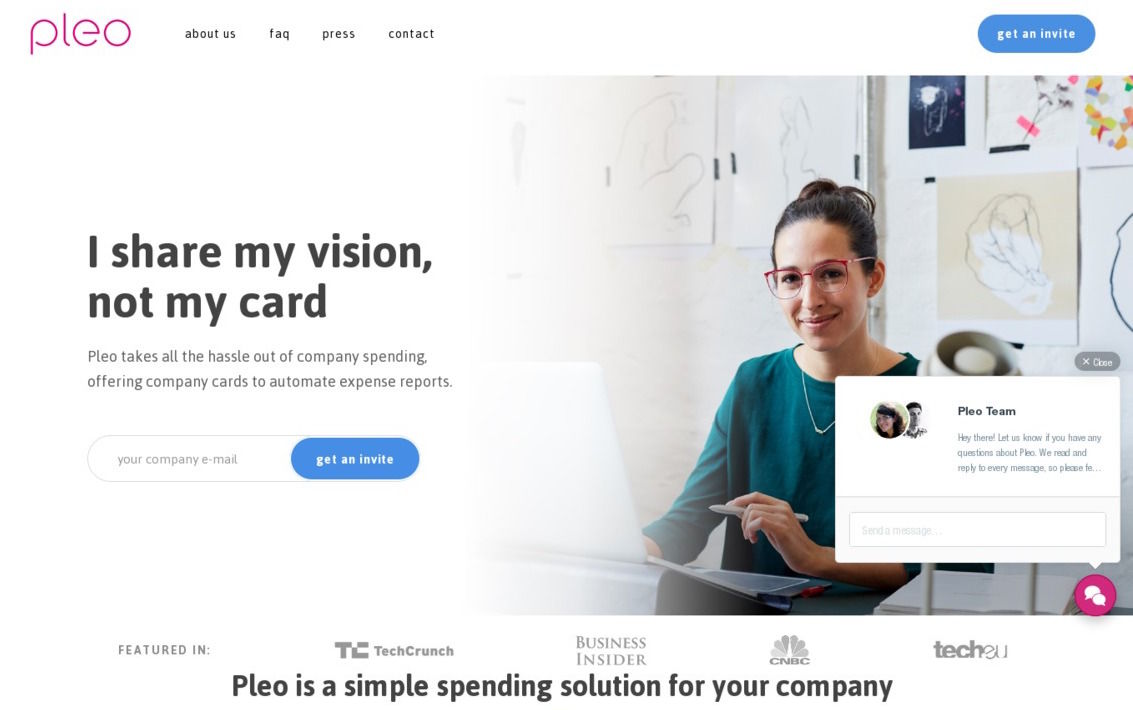 pleo
about us
faq
press
contact
get an invite
I share my vision,
not my card
Pleo takes all the hassle out of company spending,
offering company cards to automate expense reports.
your company e-mail
get an invite
× Close
Pleo Team
Hey there! Let us know if you have any
questions about Pleo. We read and
reply to every message, so please fe...
Send a message...
FEATURED IN:
TC TechCrunch
BUSINESS
INSIDER
CNBC
tech.eu
Pleo is a simple spending solution for your company